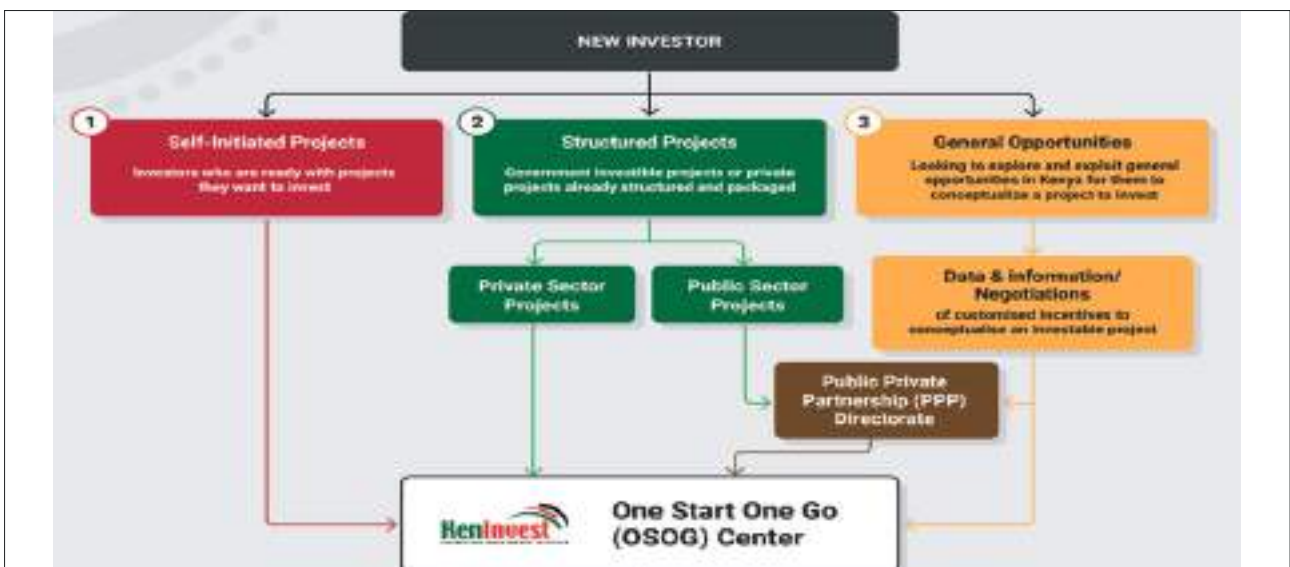 NEW INVESTOR
1
Self-Initiated Projects
Investors who are ready with projects
they want to invest
2
Structured Projects
Government investible projects or private
projects already structured and packaged
3
General Opportunities
Looking to explore and exploit general
opportunities in Kenya for them to
conceptualize a project to invest
Private Sector
Projects
Public Sector
Projects
Data & information/
Negotiations
of customised incentives to
conceptualise an investable project
Public Private
Partnership (PPP)
Directorate
KenInvest
One Start One Go
(OSOG) Center